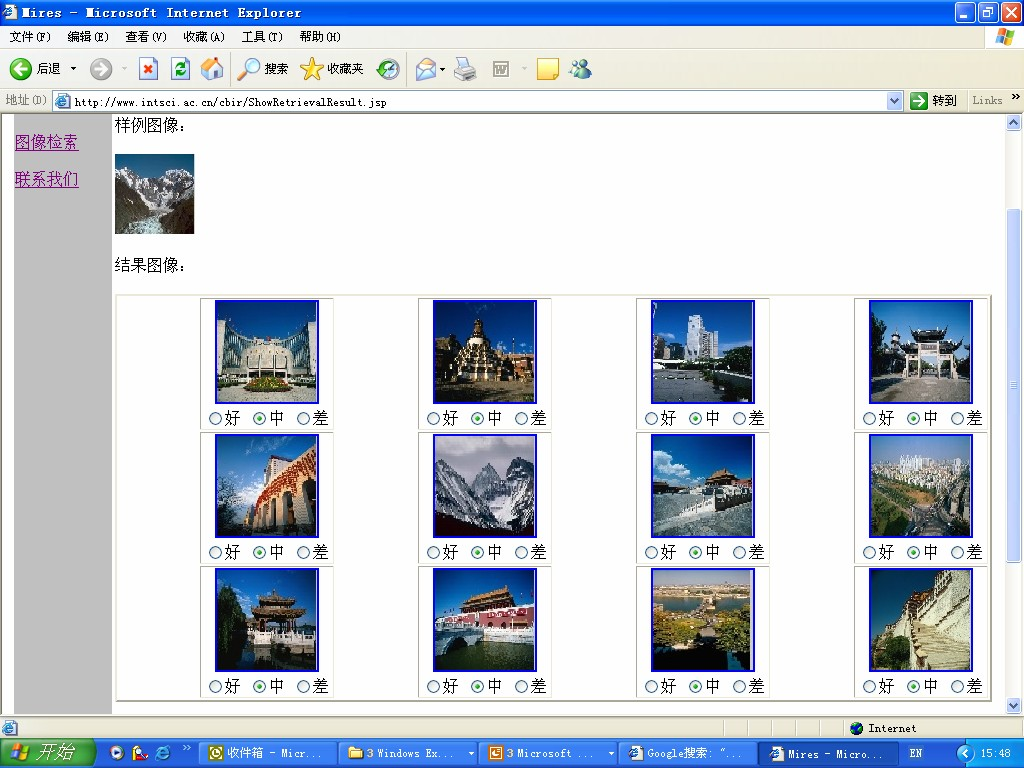 Mires - Microsoft Internet Explorer
文件(F) 编辑(E) 查看(V) 收藏(A) 工具(T) 帮助(H)
后退 搜索 收藏夹
地址(D) http://www.intsci.ac.cn/cbir/ShowRetrievalResult.jsp 转到 Links »
样例图像:
图像检索
联系我们
结果图像:
好 中 差 好 中 差 好 中 差 好 中 差
好 中 差 好 中 差 好 中 差 好 中 差
好 中 差 好 中 差 好 中 差 好 中 差
Internet
开始 » 收件箱 - Micr... 3 Windows Ex... 3 Microsoft ... Google搜索: "... Mires - Micro... EN 15:48